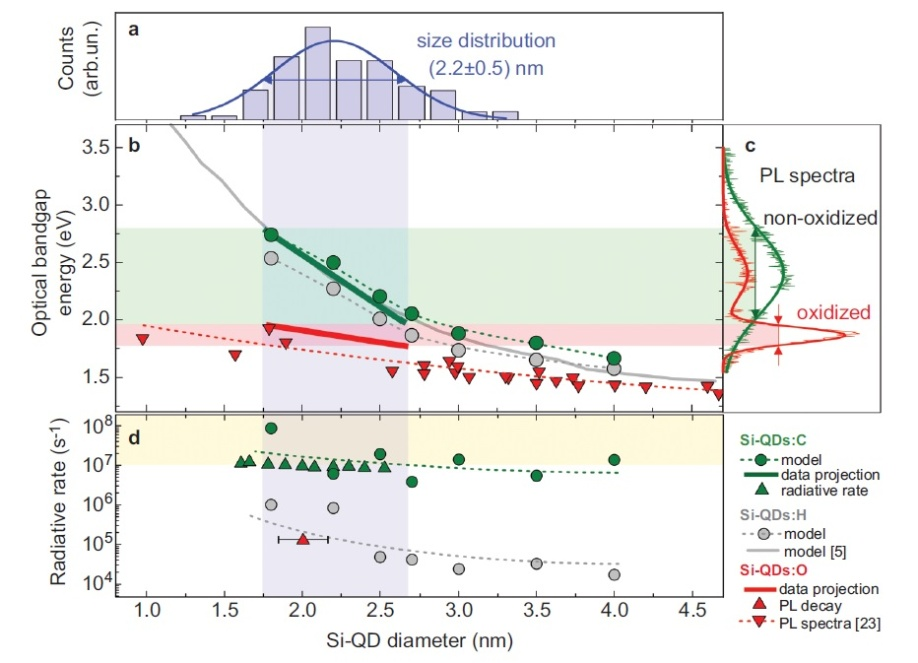 a
Counts
(arb.un.)
size distribution
(2.2±0.5) nm
b
Optical bandgap
energy (eV)
3.5
3.0
2.5
2.0
1.5
c
PL spectra
non-oxidized
oxidized
d
Radiative rate (s⁻¹)
10⁸
10⁷
10⁶
10⁵
10⁴
1.0 1.5 2.0 2.5 3.0 3.5 4.0 4.5
Si-QD diameter (nm)
Si-QDs:C
model
data projection
radiative rate
Si-QDs:H
model
model [5]
Si-QDs:O
data projection
PL decay
PL spectra [23]